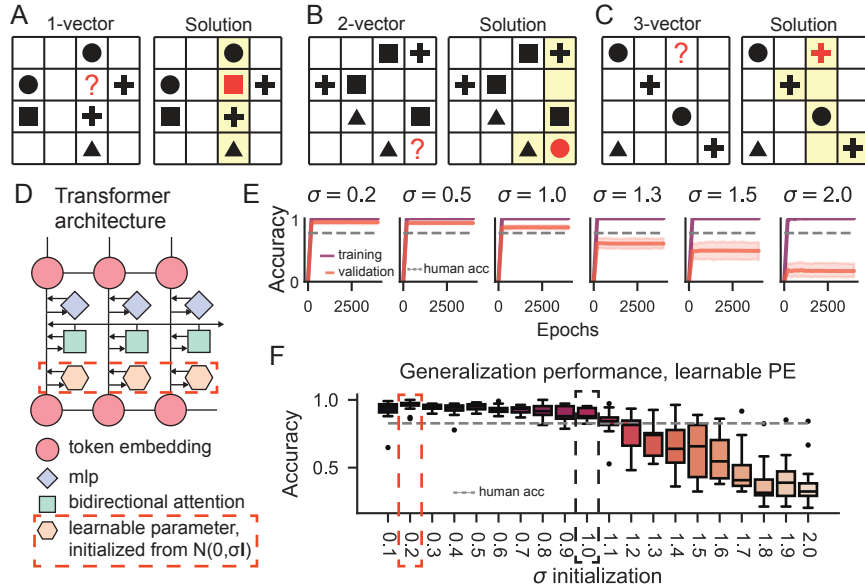 A
1-vector
Solution
?
B
2-vector
Solution
?
C
3-vector
Solution
?
D
Transformer
architecture
token embedding
mlp
bidirectional attention
learnable parameter,
initialized from N(0,σI)
E
σ = 0.2
σ = 0.5
σ = 1.0
σ = 1.3
σ = 1.5
σ = 2.0
Accuracy
1
0
training
validation
human acc
0 2500
0 2500
0 2500
0 2500
0 2500
0 2500
Epochs
F
Generalization performance, learnable PE
Accuracy
1.0
0.5
human acc
0.1 0.2 0.3 0.4 0.5 0.6 0.7 0.8 0.9 1.0 1.1 1.2 1.3 1.4 1.5 1.6 1.7 1.8 1.9 2.0
σ initialization